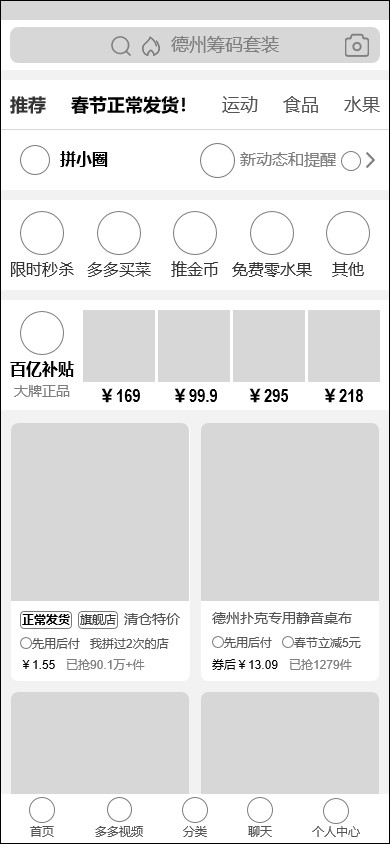 德州筹码套装
推荐 春节正常发货! 运动 食品 水果
拼小圈 新动态和提醒
限时秒杀 多多买菜 推金币 免费零水果 其他
百亿补贴
大牌正品
￥169 ￥99.9 ￥295 ￥218
正常发货 旗舰店 清仓特价
先用后付 我拼过2次的店
￥1.55 已抢90.1万+件
德州扑克专用静音桌布
先用后付 春节立减5元
券后￥13.09 已抢1279件
首页 多多视频 分类 聊天 个人中心